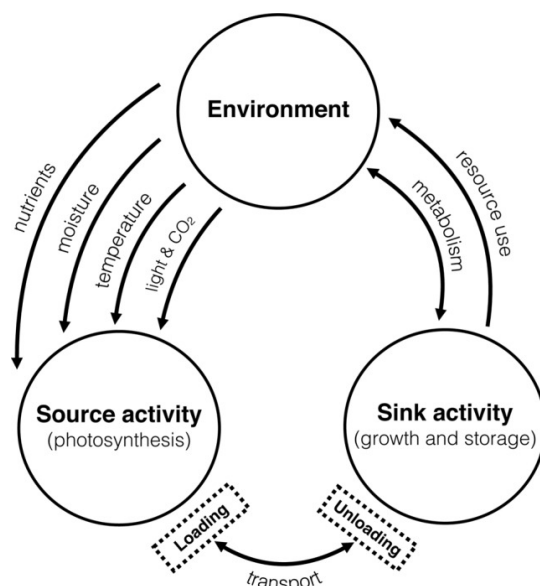 Environment
nutrients
moisture
temperature
light & CO₂
metabolism
resource use
Source activity
(photosynthesis)
Sink activity
(growth and storage)
Loading
Unloading
transport